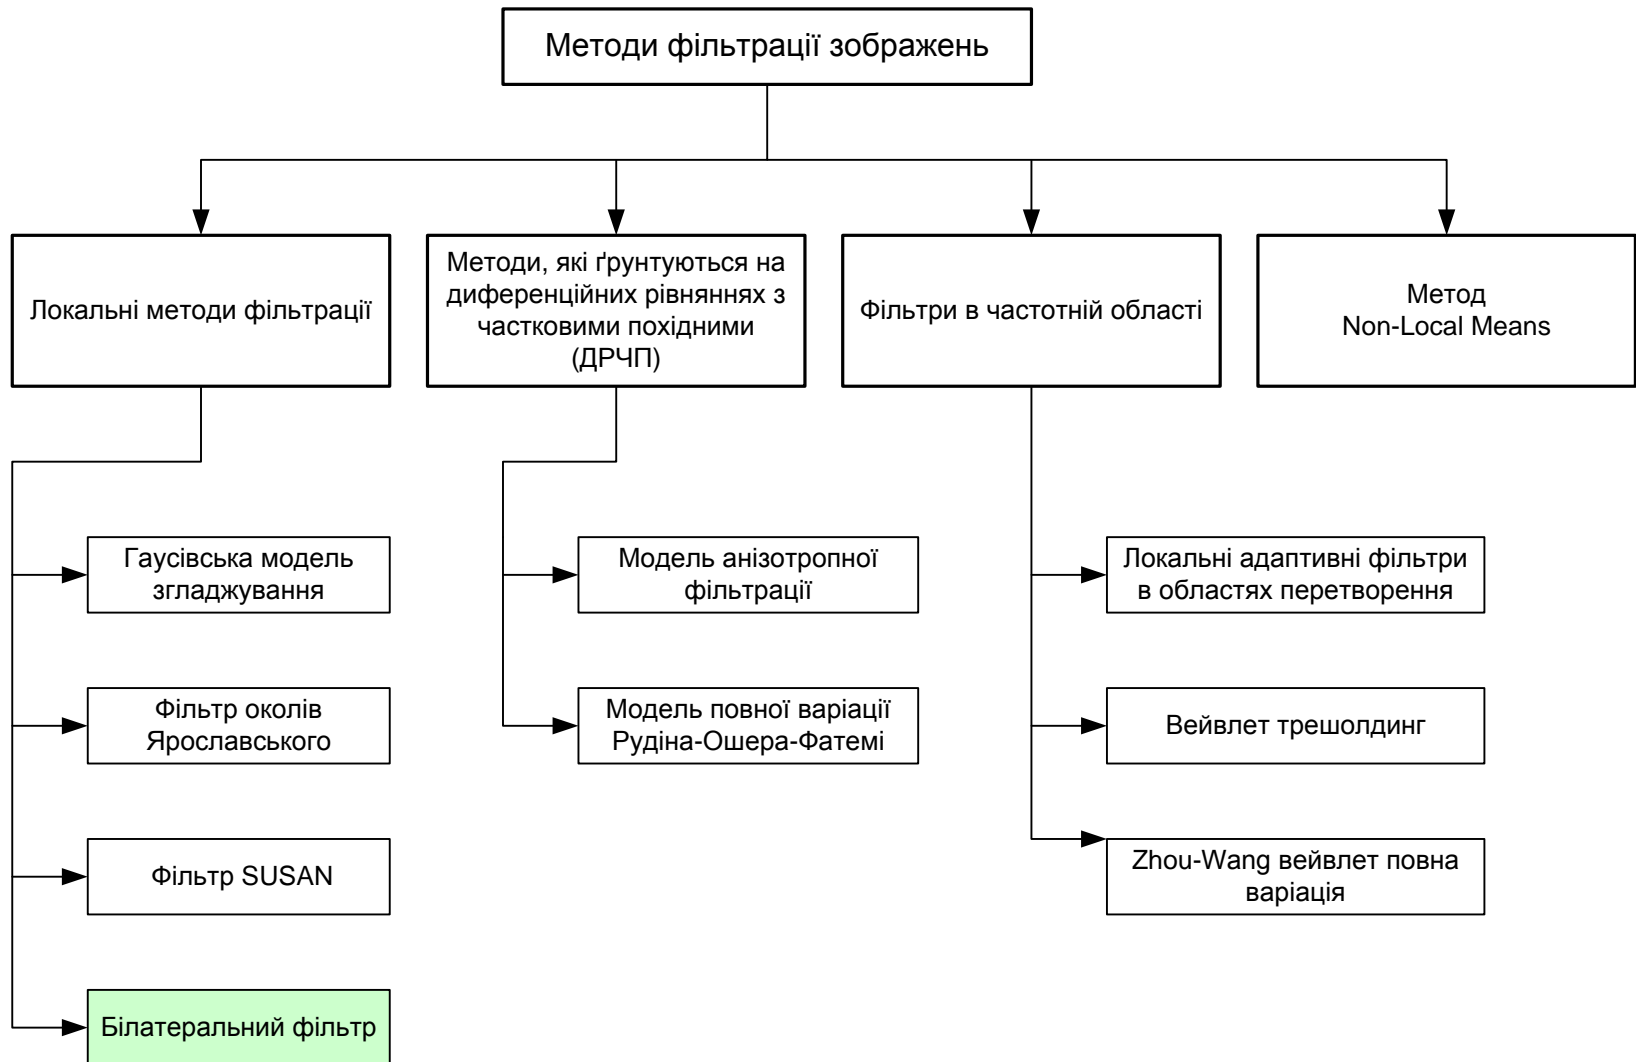 Методи фільтрації зображень
Локальні методи фільтрації
Методи, які ґрунтуються на
диференційних рівняннях з
частковими похідними
(ДРЧП)
Фільтри в частотній області
Метод
Non-Local Means
Гаусівська модель
згладжування
Фільтр околів
Ярославського
Фільтр SUSAN
Білатеральний фільтр
Модель анізотропної
фільтрації
Модель повної варіації
Рудіна-Ошера-Фатемі
Локальні адаптивні фільтри
в областях перетворення
Вейвлет трешолдинг
Zhou-Wang вейвлет повна
варіація